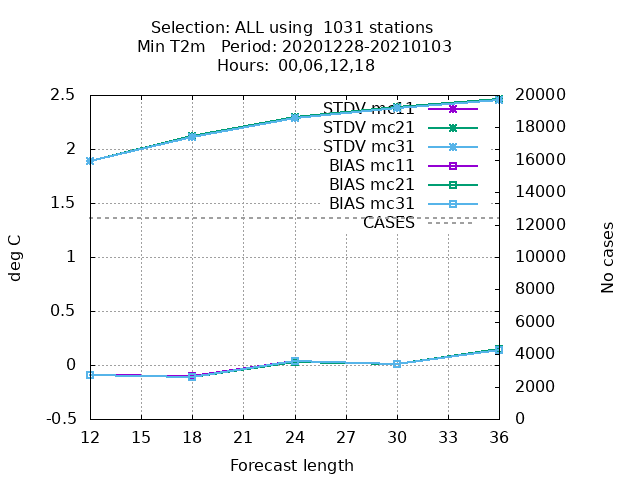 Selection: ALL using  1031 stations
Min T2m   Period: 20201228-20210103
Hours:  00,06,12,18
2.5
2
1.5
1
0.5
0
-0.5
deg C
STDV mc11
STDV mc21
STDV mc31
BIAS mc11
BIAS mc21
BIAS mc31
CASES
20000
18000
16000
14000
12000
10000
8000
6000
4000
2000
0
No cases
12 15 18 21 24 27 30 33 36
Forecast length